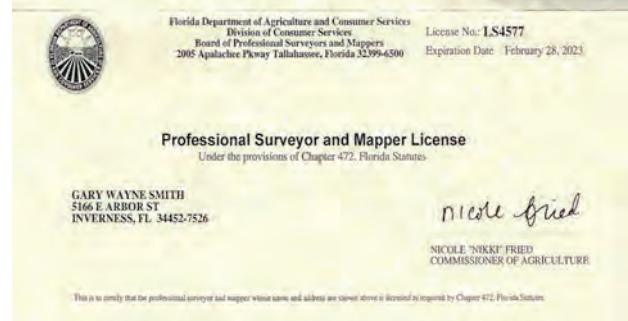 Florida Department of Agriculture and Consumer Services
Division of Consumer Services
Board of Professional Surveyors and Mappers
2005 Apalachee Pkway Tallahassee, Florida 32399-6500
License No.: LS4577
Expiration Date February 28, 2023
Professional Surveyor and Mapper License
Under the provisions of Chapter 472, Florida Statutes
GARY WAYNE SMITH
5166 E ARBOR ST
INVERNESS, FL 34452-7526
nicole fried
NICOLE "NIKKI" FRIED
COMMISSIONER OF AGRICULTURE
This is to certify that the professional surveyor and mapper whose name and address are shown above is licensed as required by Chapter 472, Florida Statutes.